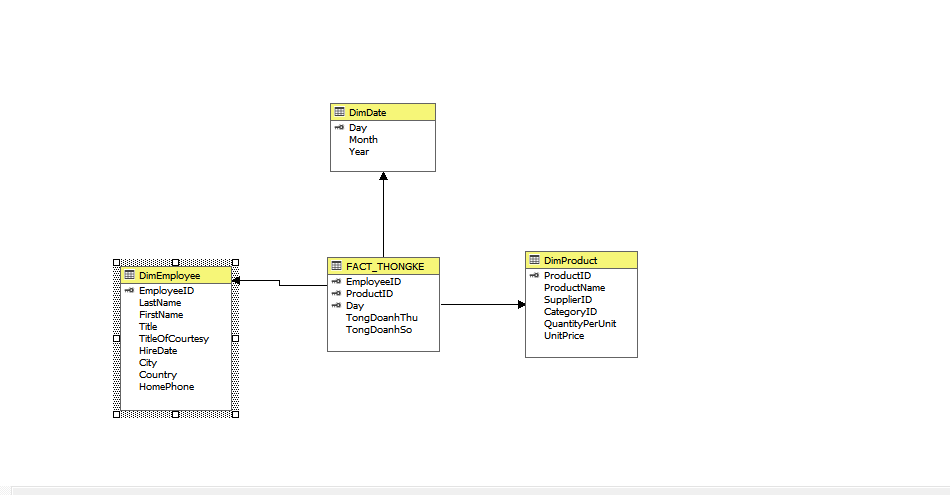 DimDate
Day
Month
Year
DimEmployee
EmployeeID
LastName
FirstName
Title
TitleOfCourtesy
HireDate
City
Country
HomePhone
FACT_THONGKE
EmployeeID
ProductID
Day
TongDoanhThu
TongDoanhSo
DimProduct
ProductID
ProductName
SupplierID
CategoryID
QuantityPerUnit
UnitPrice